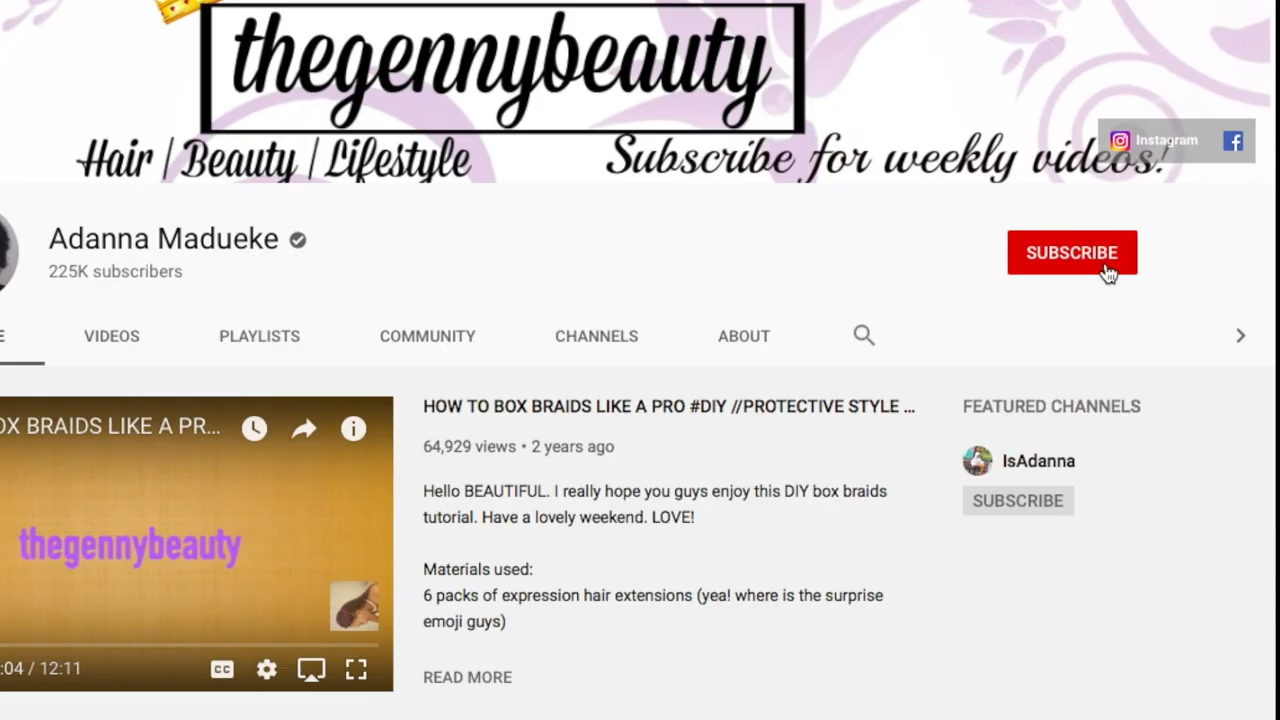 thegennybeauty
Hair | Beauty | Lifestyle
Subscribe for weekly videos!
Instagram
Adanna Madueke
225K subscribers
SUBSCRIBE
E
VIDEOS
PLAYLISTS
COMMUNITY
CHANNELS
ABOUT
OX BRAIDS LIKE A PR...
thegennybeauty
:04 / 12:11
CC
HOW TO BOX BRAIDS LIKE A PRO #DIY //PROTECTIVE STYLE ...
64,929 views • 2 years ago
Hello BEAUTIFUL. I really hope you guys enjoy this DIY box braids
tutorial. Have a lovely weekend. LOVE!
Materials used:
6 packs of expression hair extensions (yea! where is the surprise
emoji guys)
READ MORE
FEATURED CHANNELS
IsAdanna
SUBSCRIBE